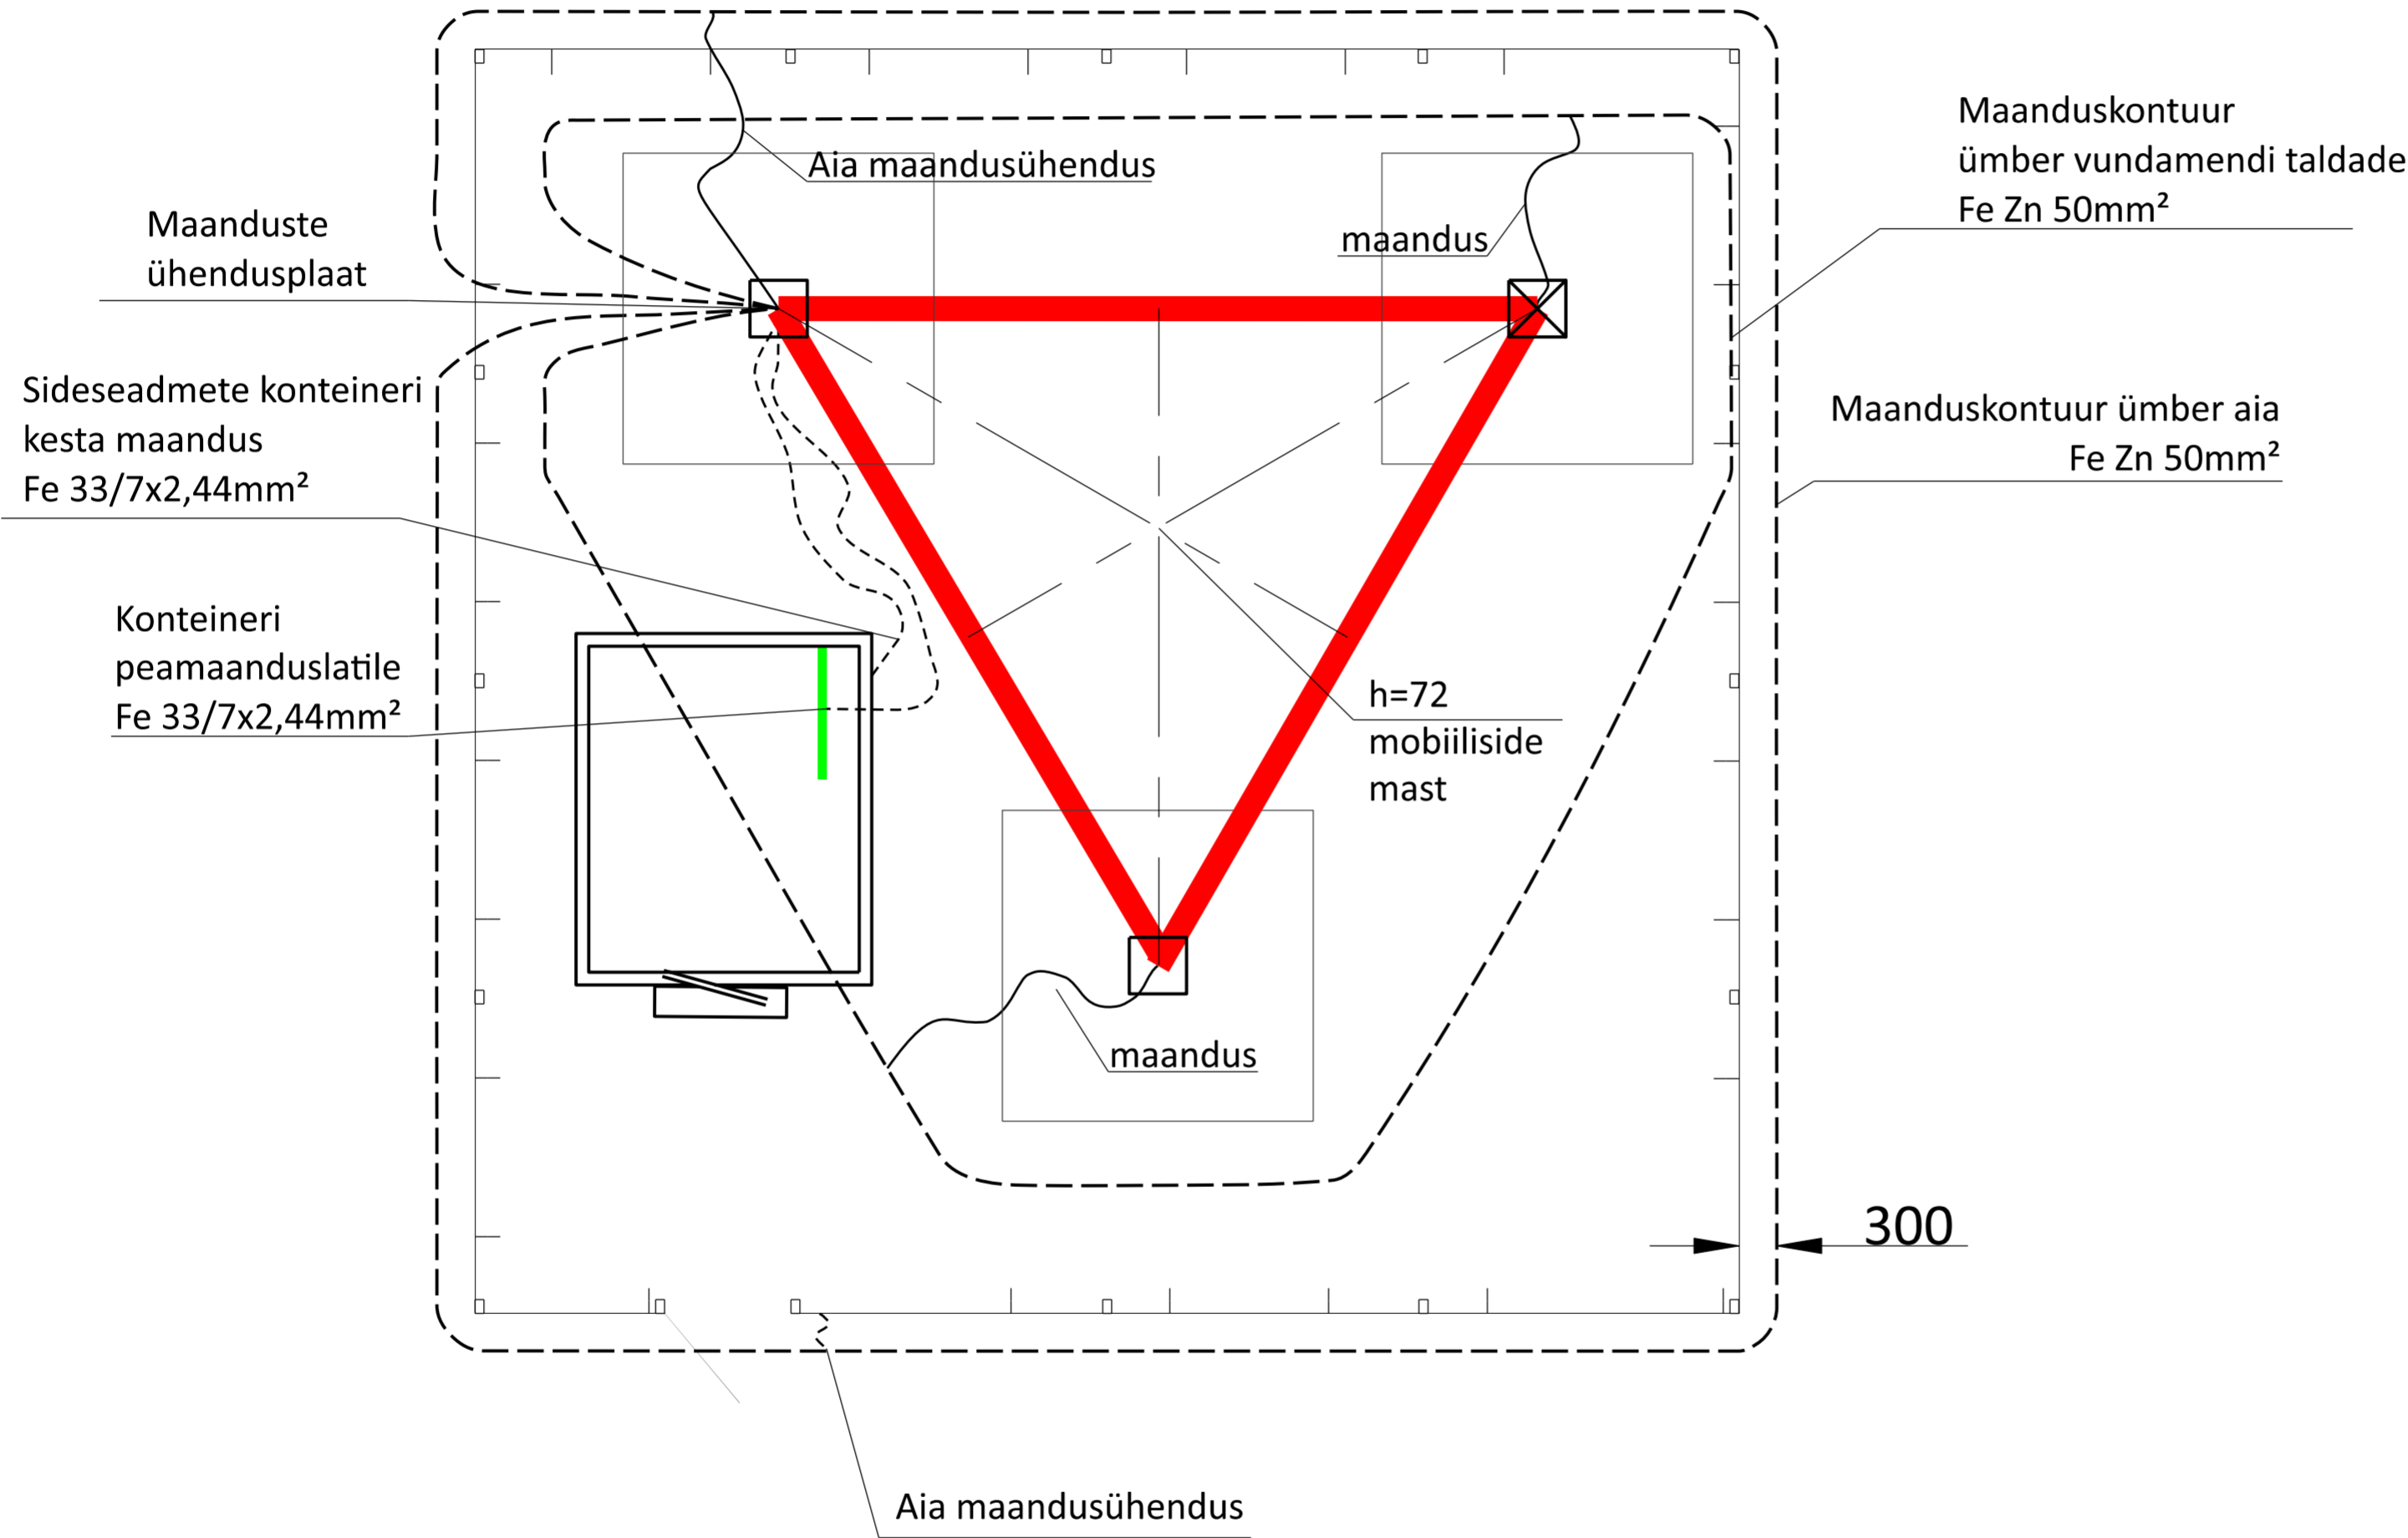 Aia maandusühendus
Maanduskontuur
ümber vundamendi taldade
Fe Zn 50mm²
Maanduste
ühendusplaat
maandus
Sideseadmete konteineri
kesta maandus
Fe 33/7x2,44mm²
Maanduskontuur ümber aia
Fe Zn 50mm²
Konteineri
peamaanduslatile
Fe 33/7x2,44mm²
h=72
mobiiliside
mast
maandus
300
Aia maandusühendus